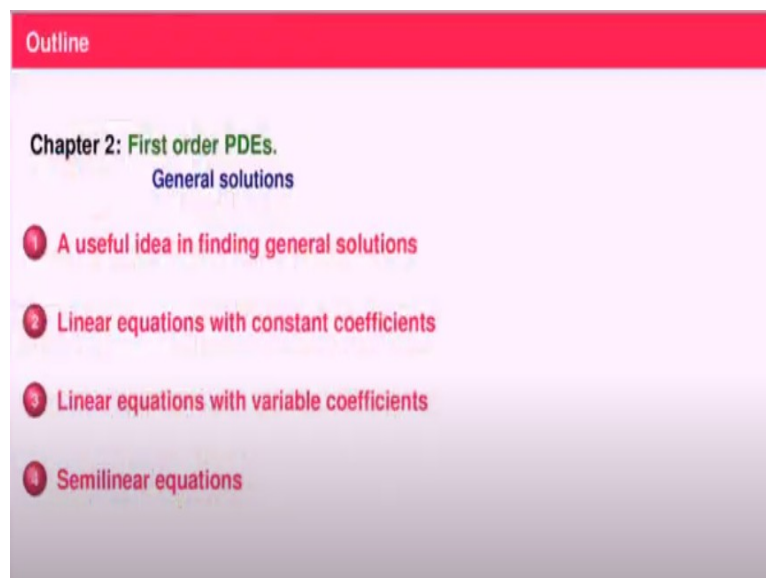 Outline
Chapter 2: First order PDEs.
General solutions
1 A useful idea in finding general solutions
2 Linear equations with constant coefficients
3 Linear equations with variable coefficients
4 Semilinear equations